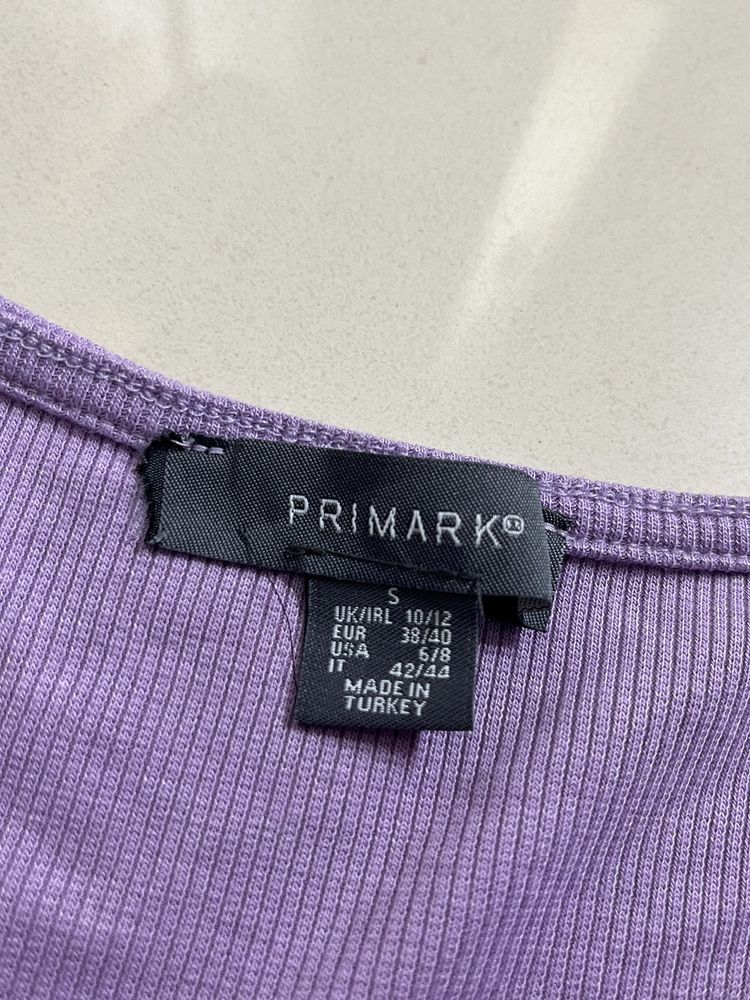 PRIMARK®
S
UK/IRL 10/12
EUR 38/40
USA 6/8
IT 42/44
MADE IN
TURKEY